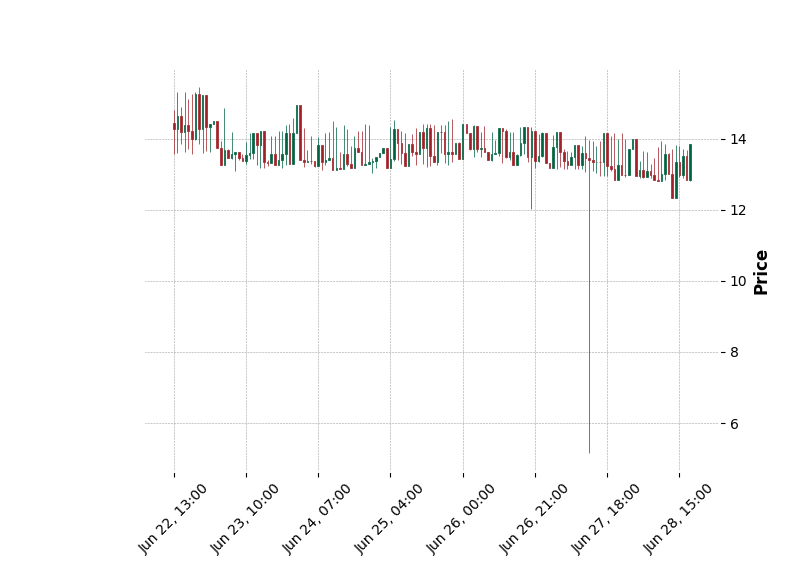 14
12
10
8
6
Price
Jun 22, 13:00
Jun 23, 10:00
Jun 24, 07:00
Jun 25, 04:00
Jun 26, 00:00
Jun 26, 21:00
Jun 27, 18:00
Jun 28, 15:00